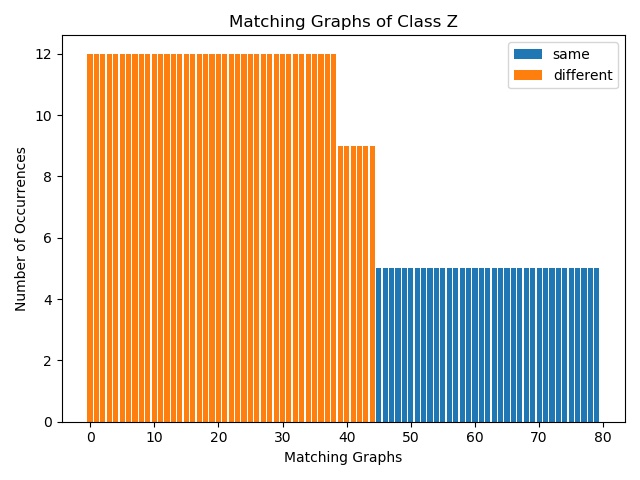 Matching Graphs of Class Z
same
different
Number of Occurrences
12
10
8
6
4
2
0
0 10 20 30 40 50 60 70 80
Matching Graphs